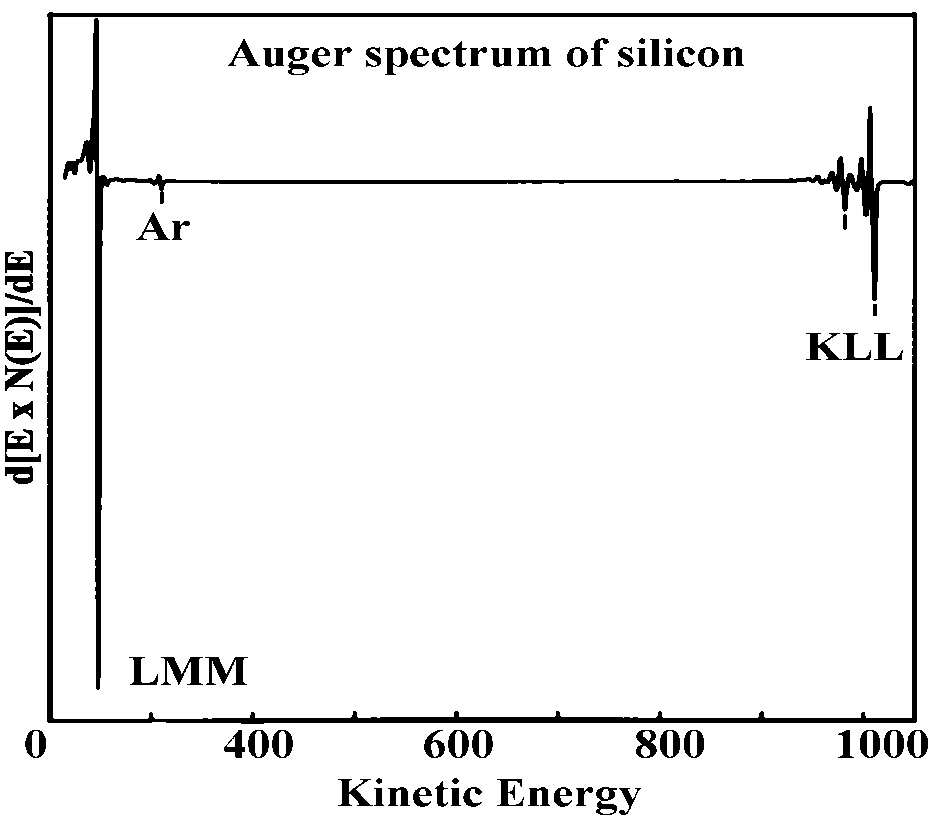 Auger spectrum of silicon
Ar
KLL
d[E x N(E)]/dE
LMM
0 400 600 800 1000
Kinetic Energy